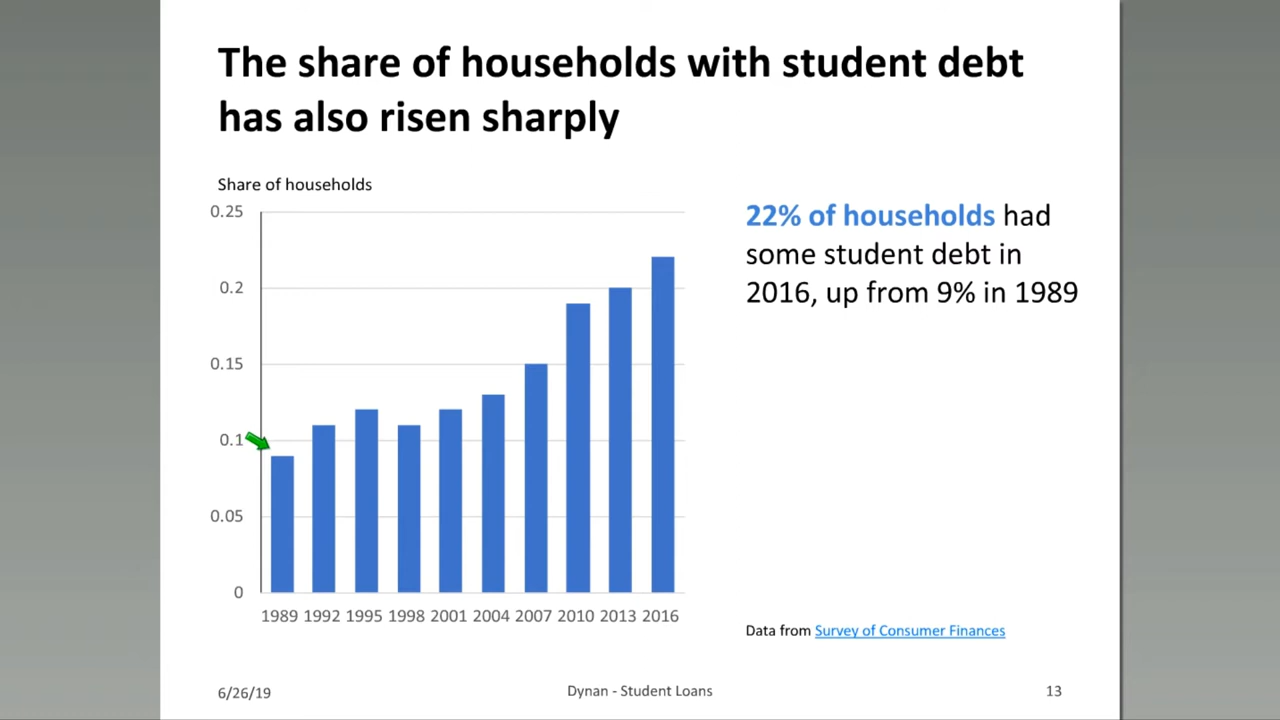 The share of households with student debt
has also risen sharply
Share of households
0.25
0.2
0.15
0.1
0.05
0
1989 1992 1995 1998 2001 2004 2007 2010 2013 2016
22% of households had
some student debt in
2016, up from 9% in 1989
Data from Survey of Consumer Finances
6/26/19
Dynan - Student Loans
13